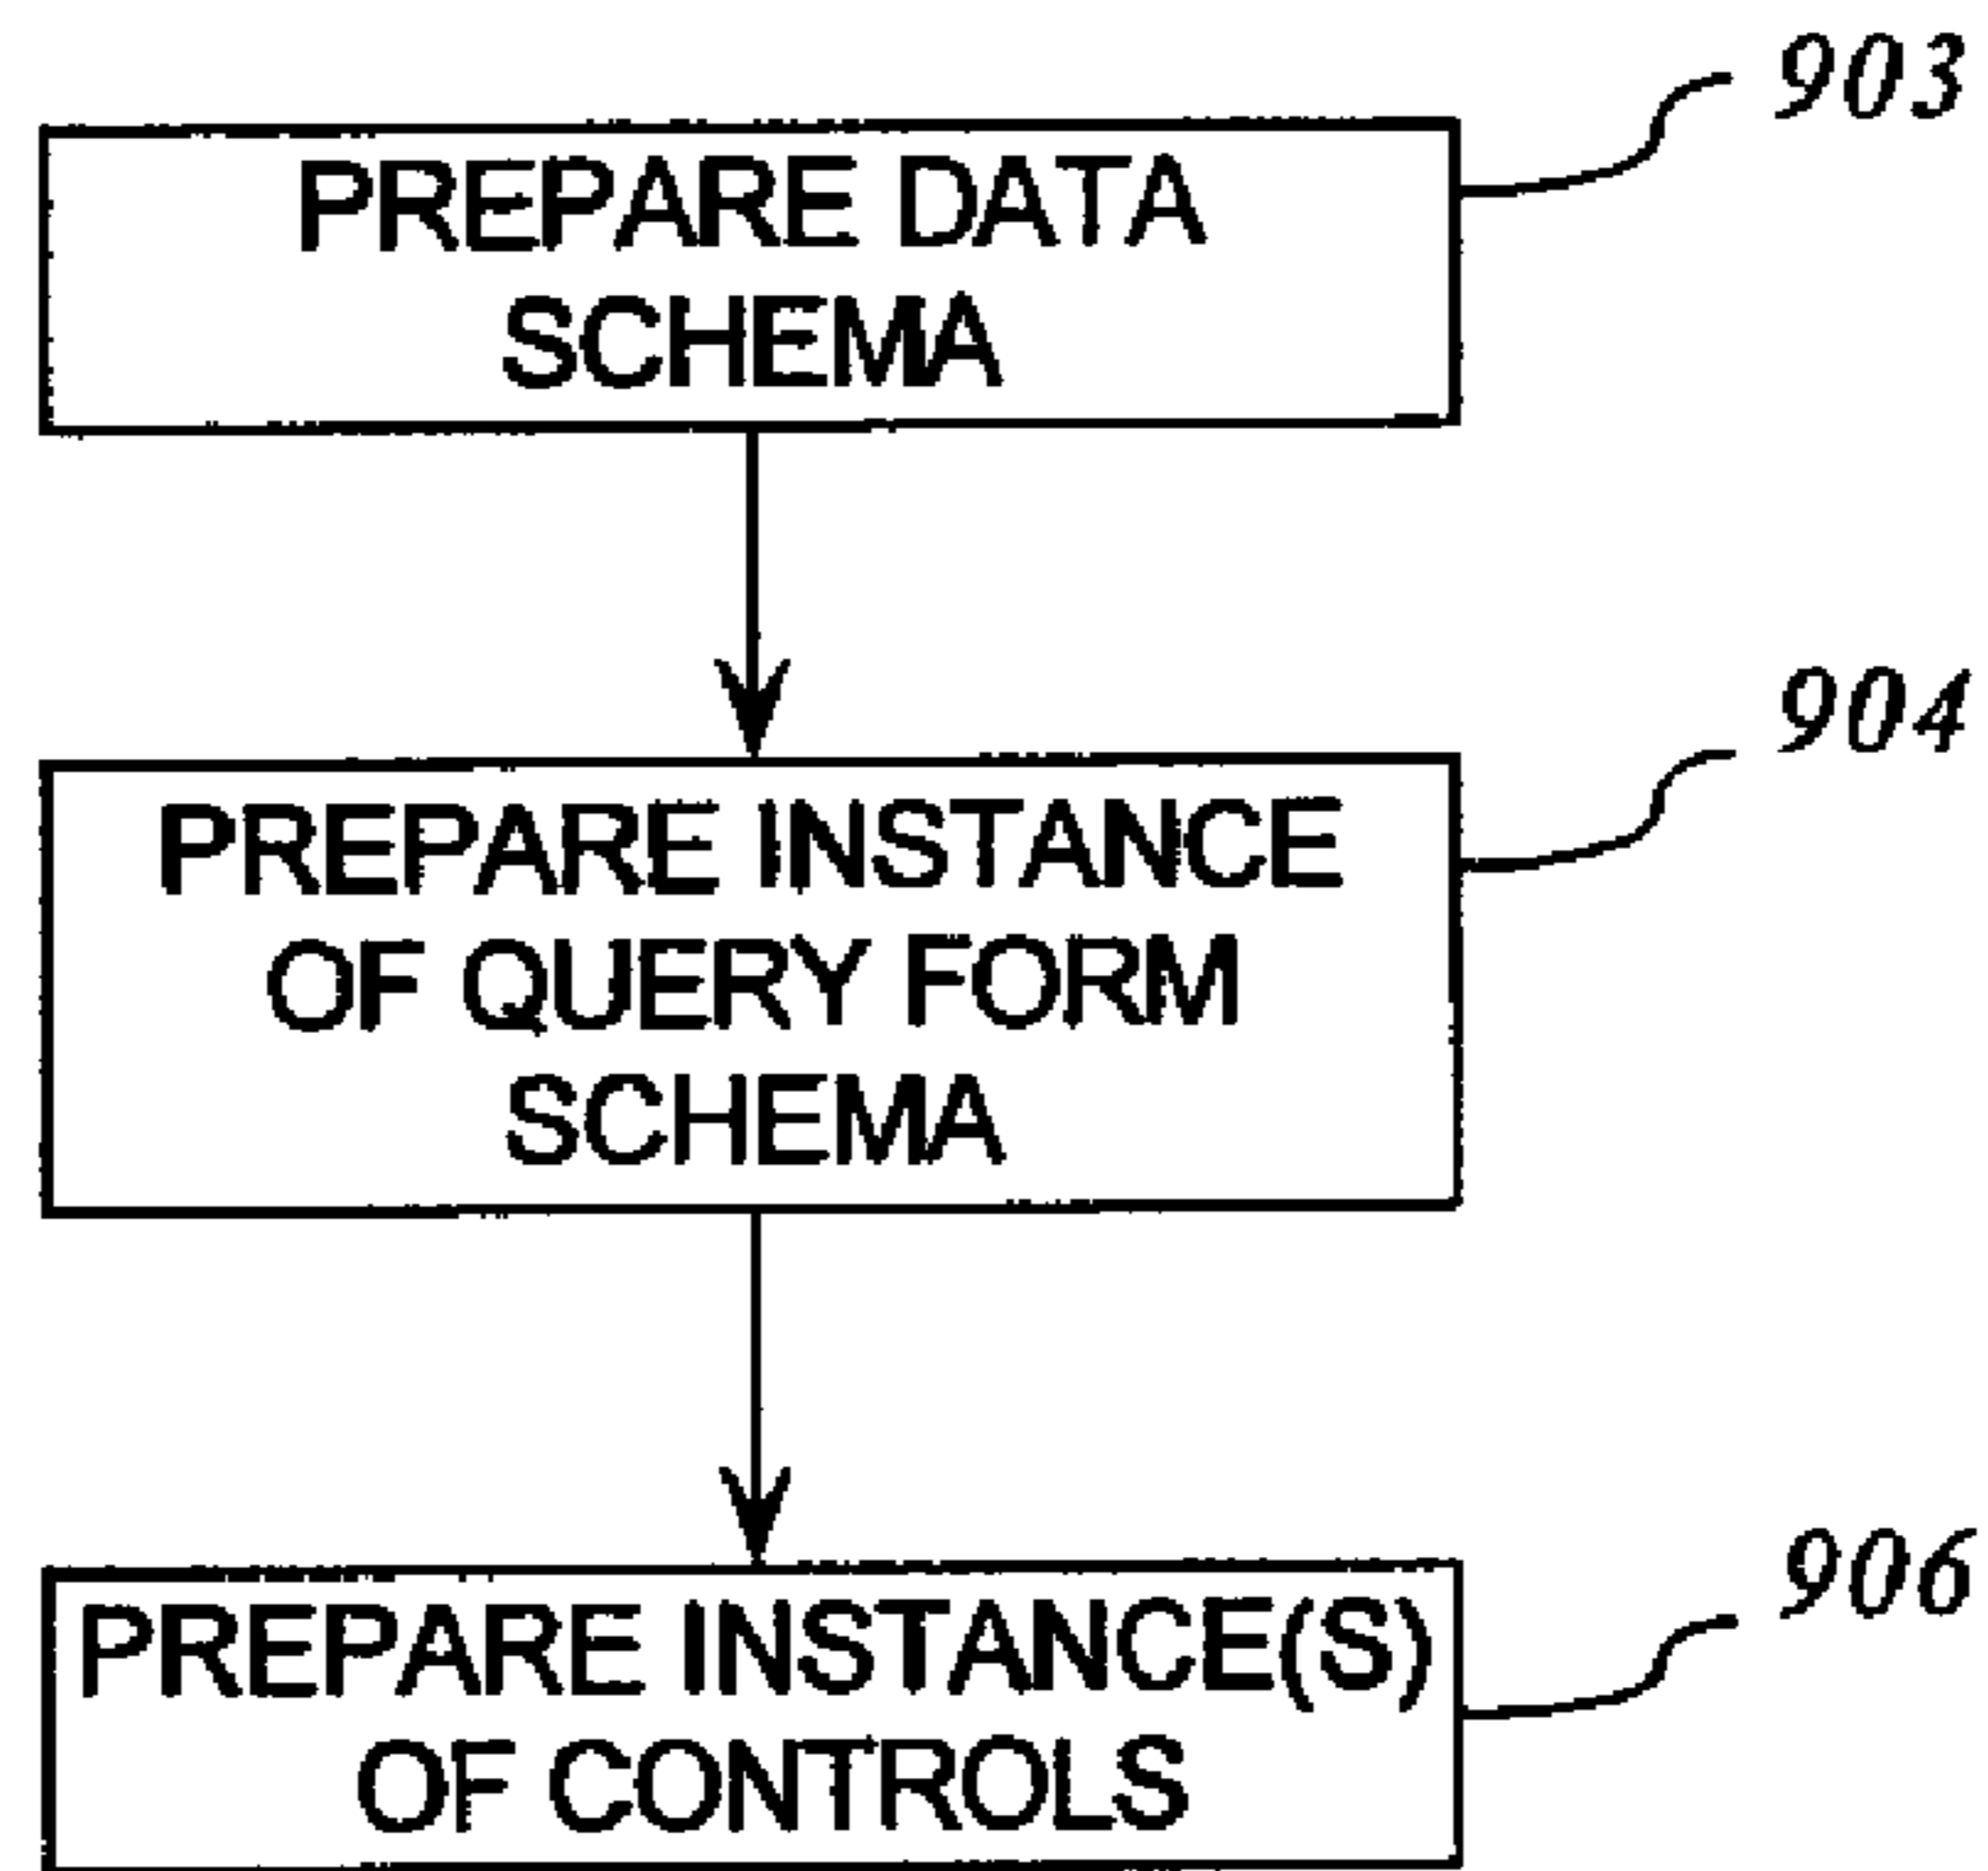 903
PREPARE DATA
SCHEMA
904
PREPARE INSTANCE
OF QUERY FORM
SCHEMA
906
PREPARE INSTANCE(S)
OF CONTROLS